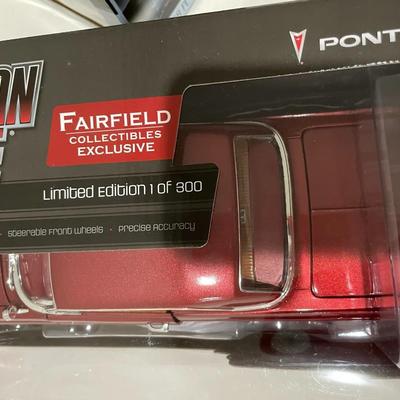 PONT
FAIRFIELD
COLLECTIBLES
EXCLUSIVE
Limited Edition 1 of 300
• Steerable Front Wheels • Precise Accuracy